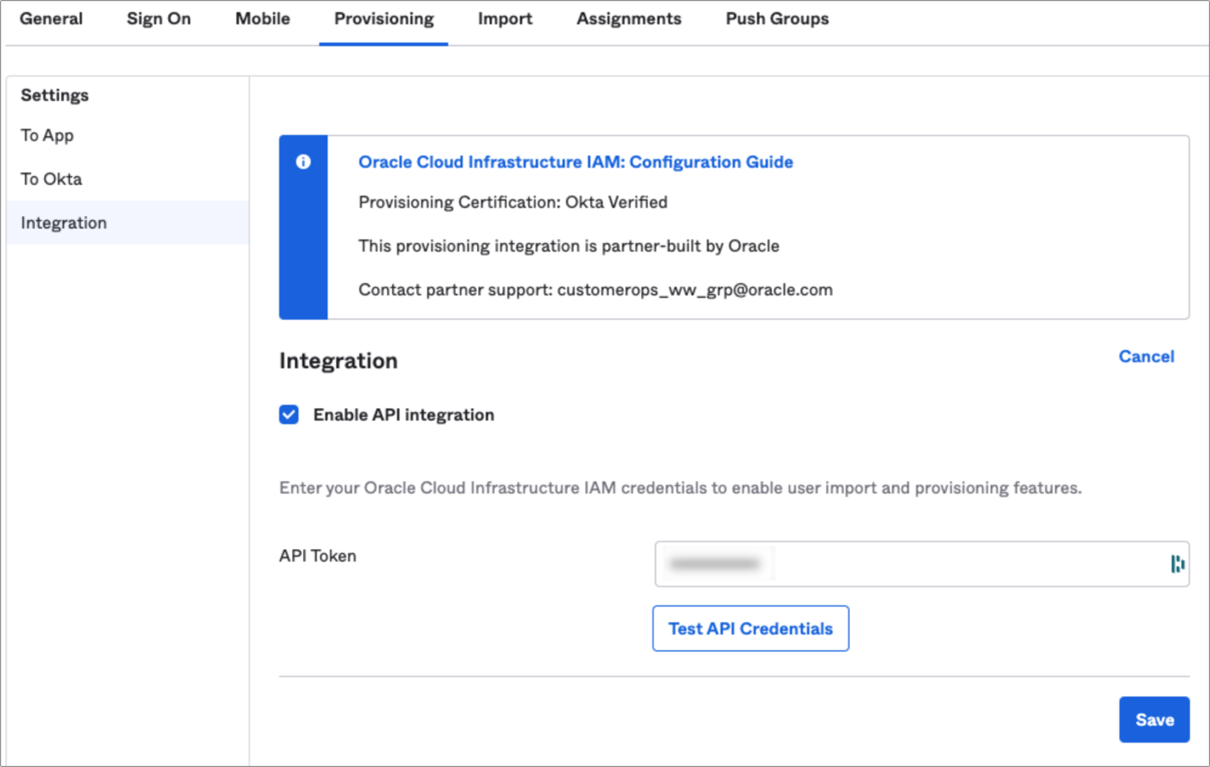 General Sign On Mobile Provisioning Import Assignments Push Groups
Settings
To App
To Okta
Integration
Oracle Cloud Infrastructure IAM: Configuration Guide
Provisioning Certification: Okta Verified
This provisioning integration is partner-built by Oracle
Contact partner support: customerops_ww_grp@oracle.com
Integration
Cancel
Enable API integration
Enter your Oracle Cloud Infrastructure IAM credentials to enable user import and provisioning features.
API Token
Test API Credentials
Save